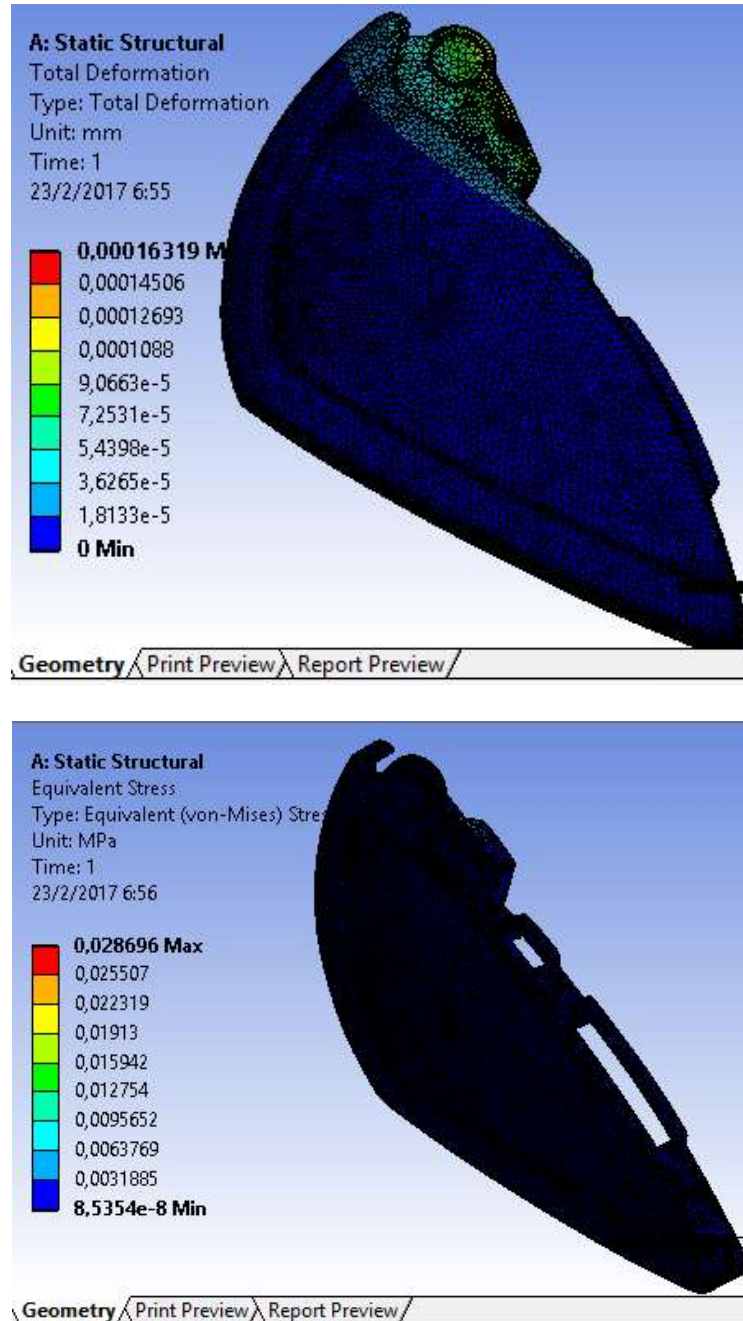 A: Static Structural
Total Deformation
Type: Total Deformation
Unit: mm
Time: 1
23/2/2017 6:55
0,00016319 M
0,00014506
0,00012693
0,0001088
9,0663e-5
7,2531e-5
5,4398e-5
3,6265e-5
1,8133e-5
0 Min
Geometry Print Preview Report Preview
A: Static Structural
Equivalent Stress
Type: Equivalent (von-Mises) Stre
Unit: MPa
Time: 1
23/2/2017 6:56
0,028696 Max
0,025507
0,022319
0,01913
0,015942
0,012754
0,0095652
0,0063769
0,0031885
8,5354e-8 Min
Geometry Print Preview Report Preview